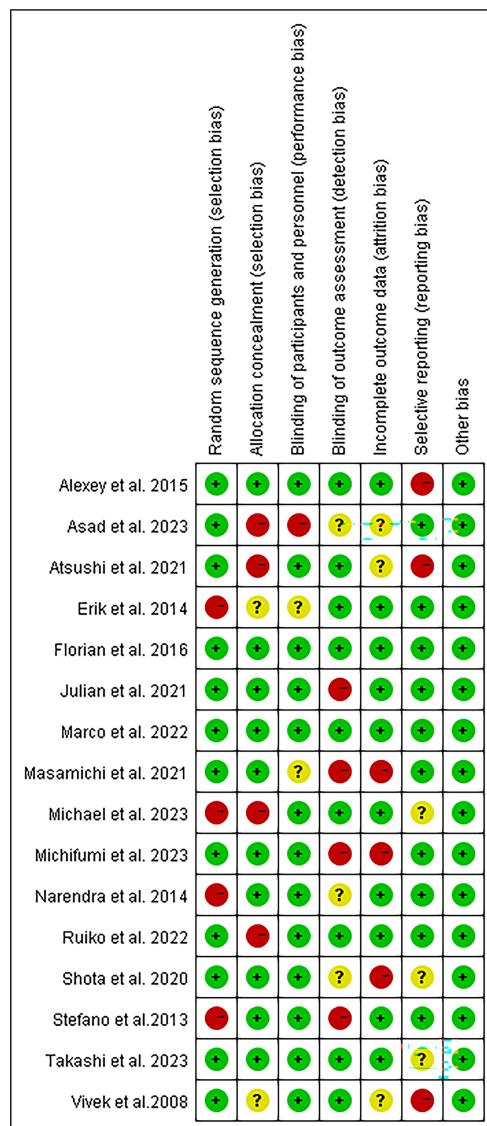 Random sequence generation (selection bias)
Allocation concealment (selection bias)
Blinding of participants and personnel (performance bias)
Blinding of outcome assessment (detection bias)
Incomplete outcome data (attrition bias)
Selective reporting (reporting bias)
Other bias
Alexey et al. 2015 + + + + + - +
Asad et al. 2023 + - - ? ? + +
Atsushi et al. 2021 + - + + ? - +
Erik et al. 2014 - ? ? + + + +
Florian et al. 2016 + + + + + + +
Julian et al. 2021 + + + - + + +
Marco et al. 2022 + + + + + + +
Masamichi et al. 2021 + + ? - - + +
Michael et al. 2023 - - + + + ? +
Michifumi et al. 2023 + + + - - + +
Narendra et al. 2014 - + + ? + + +
Ruiko et al. 2022 + - + + + + +
Shota et al. 2020 + + + ? - ? +
Stefano et al.2013 - + + - + + +
Takashi et al. 2023 + + + + + ? +
Vivek et al.2008 + ? + + ? - +